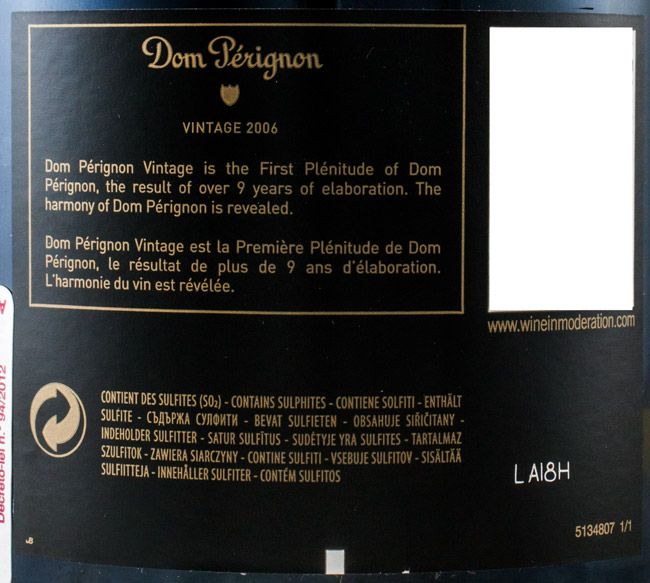 Dom Pérignon
VINTAGE 2006
Dom Pérignon Vintage is the First Plénitude of Dom
Pérignon, the result of over 9 years of elaboration. The
harmony of Dom Pérignon is revealed.
Dom Pérignon Vintage est la Première Plénitude de Dom
Pérignon, le résultat de plus de 9 ans d'élaboration.
L'harmonie du vin est révélée.
www.wineinmoderation.com
CONTIENT DES SULFITES (SO₂) - CONTAINS SULPHITES - CONTIENE SOLFITI - ENTHÄLT
SULFITE - СЪДЪРЖА СУЛФИТИ - BEVAT SULFIETEN - OBSAHUJE SIŘIČITANY -
INDEHOLDER SULFITTER - SATUR SULFĪTUS - SUDĖTYJE YRA SULFITES - TARTALMAZ
SZULFITOK - ZAWIERA SIARCZYNY - CONTINE SULFITI - VSEBUJE SULFITOV - SISÄLTÄÄ
SULFIITTEJA - INNEHÅLLER SULFITER - CONTÉM SULFITOS
L A18H
5134807 1/1
JB
Decreto-lei n.º 94/2012